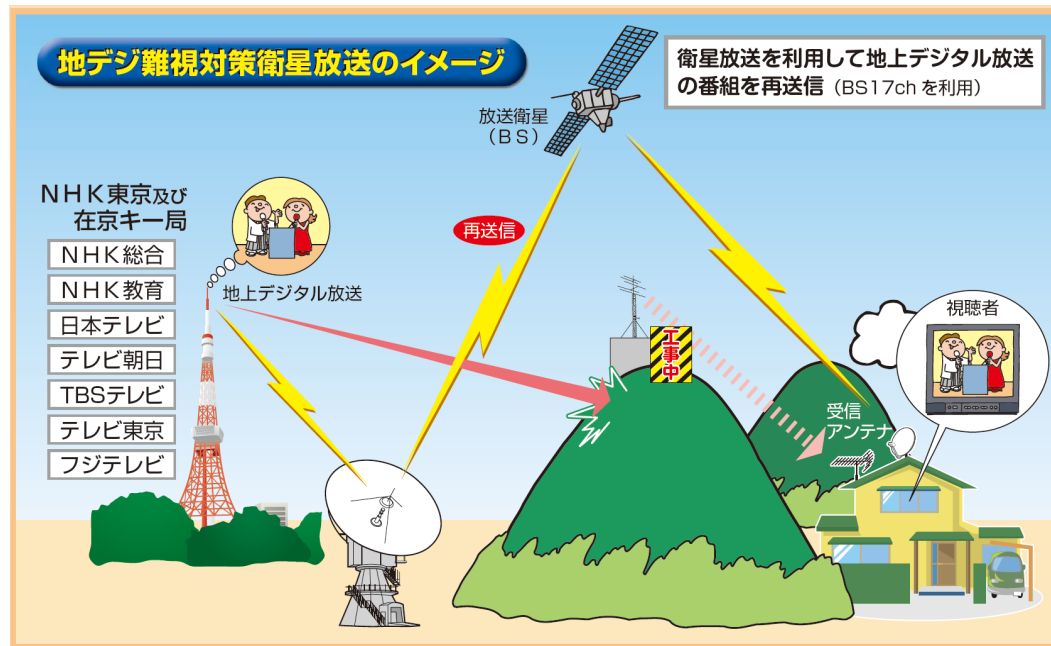 地デジ難視対策衛星放送のイメージ
衛星放送を利用して地上デジタル放送
の番組を再送信（BS17chを利用）
放送衛星
（BS）
NHK東京及び
在京キー局
NHK総合
NHK教育
日本テレビ
テレビ朝日
TBSテレビ
テレビ東京
フジテレビ
地上デジタル放送
再送信
工事中
視聴者
受信
アンテナ